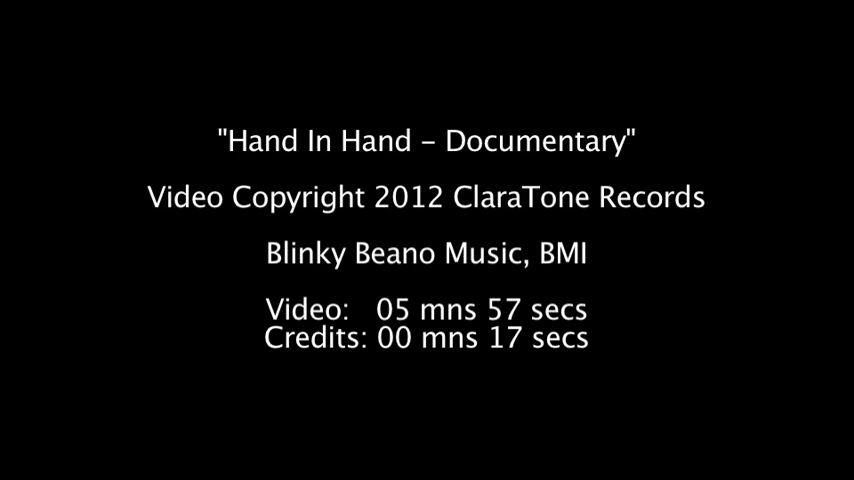 "Hand In Hand – Documentary"
Video Copyright 2012 ClaraTone Records
Blinky Beano Music, BMI
Video:   05 mns 57 secs
Credits: 00 mns 17 secs